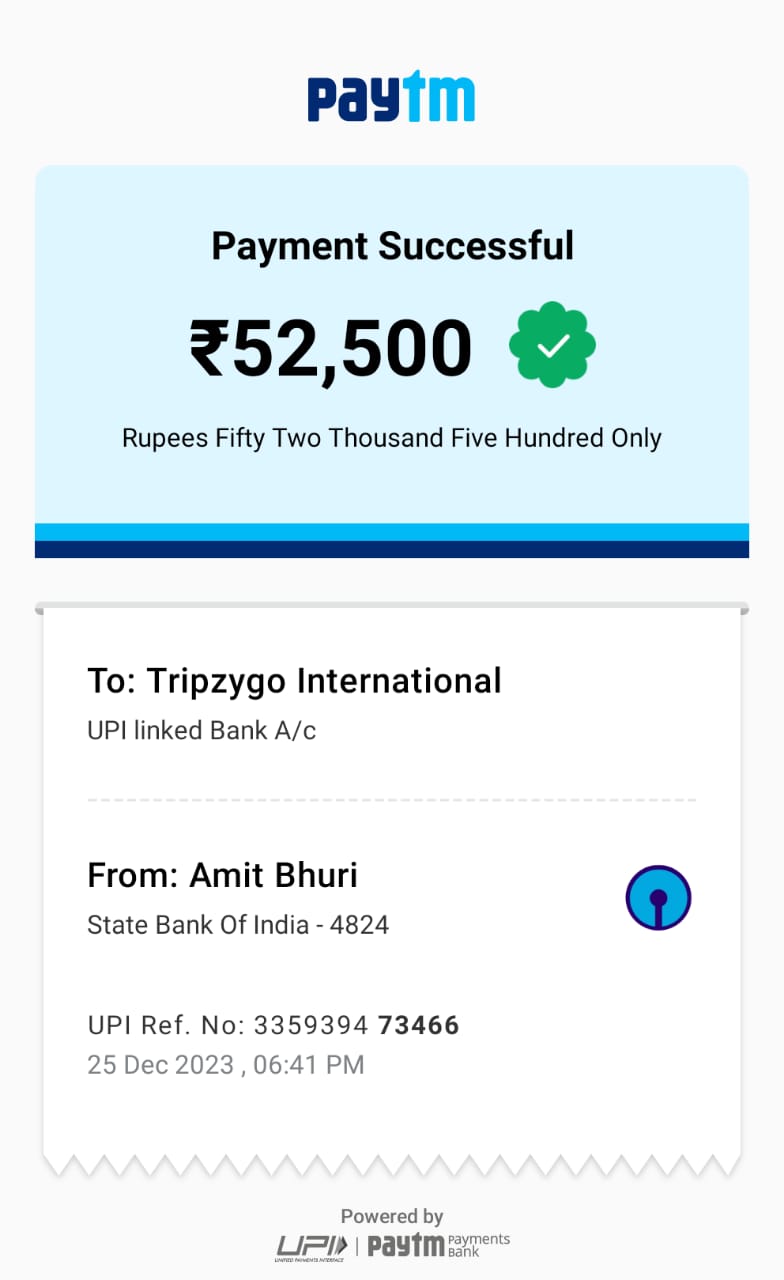 paytm
Payment Successful
₹52,500
Rupees Fifty Two Thousand Five Hundred Only
To: Tripzygo International
UPI linked Bank A/c
From: Amit Bhuri
State Bank Of India - 4824
UPI Ref. No: 3359394 73466
25 Dec 2023 , 06:41 PM
Powered by
UPI | paytm Payments Bank
UNIFIED PAYMENTS INTERFACE